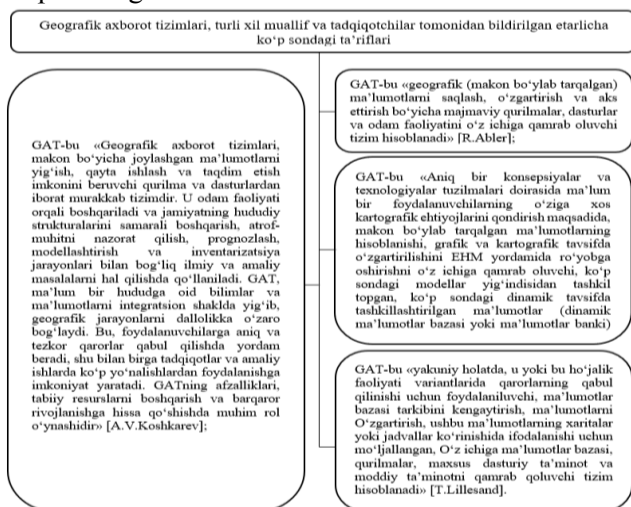 Geografik axborot tizimlari, turli xil muallif va tadqiqotchilar tomonidan bildirilgan etarlicha
ko‘p sondagi ta’riflari
GAT-bu «Geografik axborot tizimlari,
makon bo‘yicha joylashgan ma’lumotlarni
yig‘ish, qayta ishlash va taqdim etish
imkonini beruvchi qurilma va dasturlardan
iborat murakkab tizimdir. U odam faoliyati
orqali boshqariladi va jamiyatning hududiy
strukturalarini samarali boshqarish, atrof-
muhitni nazorat qilish, prognozlash,
modellashtirish va inventarizatsiya
jarayonlari bilan bog‘liq ilmiy va amaliy
masalalarni hal qilishda qo‘llaniladi. GAT,
ma’lum bir hududga oid bilimlar va
ma’lumotlarni integratsion shaklda yig‘ib,
geografik jarayonlarni dallolikka o‘zaro
bog‘laydi. Bu, foydalanuvchilarga aniq va
tezkor qarorlar qabul qilishda yordam
beradi, shu bilan birga tadqiqotlar va amaliy
ishlarda ko‘p yo‘nalishlardan foydalanishga
imkoniyat yaratadi. GATning afzalliklari,
tabiiy resurslarni boshqarish va barqaror
rivojlanishga hissa qo‘shishda muhim rol
o‘ynashidir» [A.V.Koshkarev];
GAT-bu «geografik (makon bo‘ylab tarqalgan)
ma’lumotlarni saqlash, o‘zgartirish va aks
ettirish bo‘yicha majmaviy qurilmalar, dasturlar
va odam faoliyatini o‘z ichiga qamrab oluvchi
tizim hisoblanadi» [R.Abler];
GAT-bu «Aniq bir konsepsiyalar va
texnologiyalar tuzilmalari doirasida ma’lum
bir foydalanuvchilarning o‘ziga xos
kartografik ehtiyojlarini qondirish maqsadida,
makon bo‘ylab tarqalgan ma’lumotlarning
hisoblanishi, grafik va kartografik tavsifda
o‘zgartirilishini EHM yordamida ro‘yobga
oshirishni o‘z ichiga qamrab oluvchi, ko‘p
sondagi modellar yig‘indisidan tashkil
topgan, ko‘p sondagi dinamik tavsifda
tashkillashtirilgan ma’lumotlar (dinamik
ma’lumotlar bazasi yoki ma’lumotlar banki)
GAT-bu «yakuniy holatda, u yoki bu ho‘jalik
faoliyati variantlarida qarorlarning qabul
qilinishi uchun foydalaniluvchi, ma’lumotlar
bazasi tarkibini kengaytirish, ma’lumotlarni
O‘zgartirish, ushbu ma’lumotlarning xaritalar
yoki jadvallar ko‘rinishida ifodalanishi uchun
mo‘ljallangan, O‘z ichiga ma’lumotlar bazasi,
qurilmalar, maxsus dasturiy ta’minot va
moddiy ta’minotni qamrab qoluvchi tizim
hisoblanadi» [T.Lillesand].